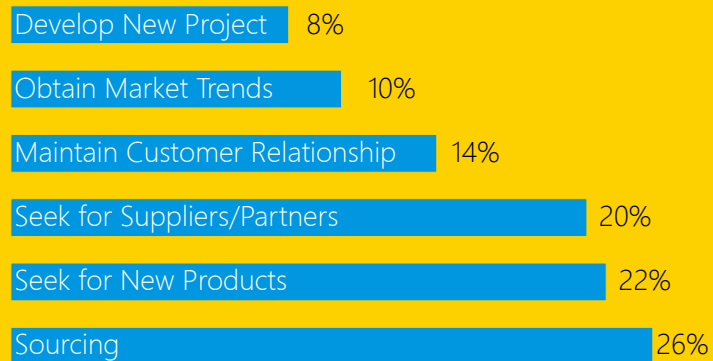 Develop New Project 8%
Obtain Market Trends 10%
Maintain Customer Relationship 14%
Seek for Suppliers/Partners 20%
Seek for New Products 22%
Sourcing 26%